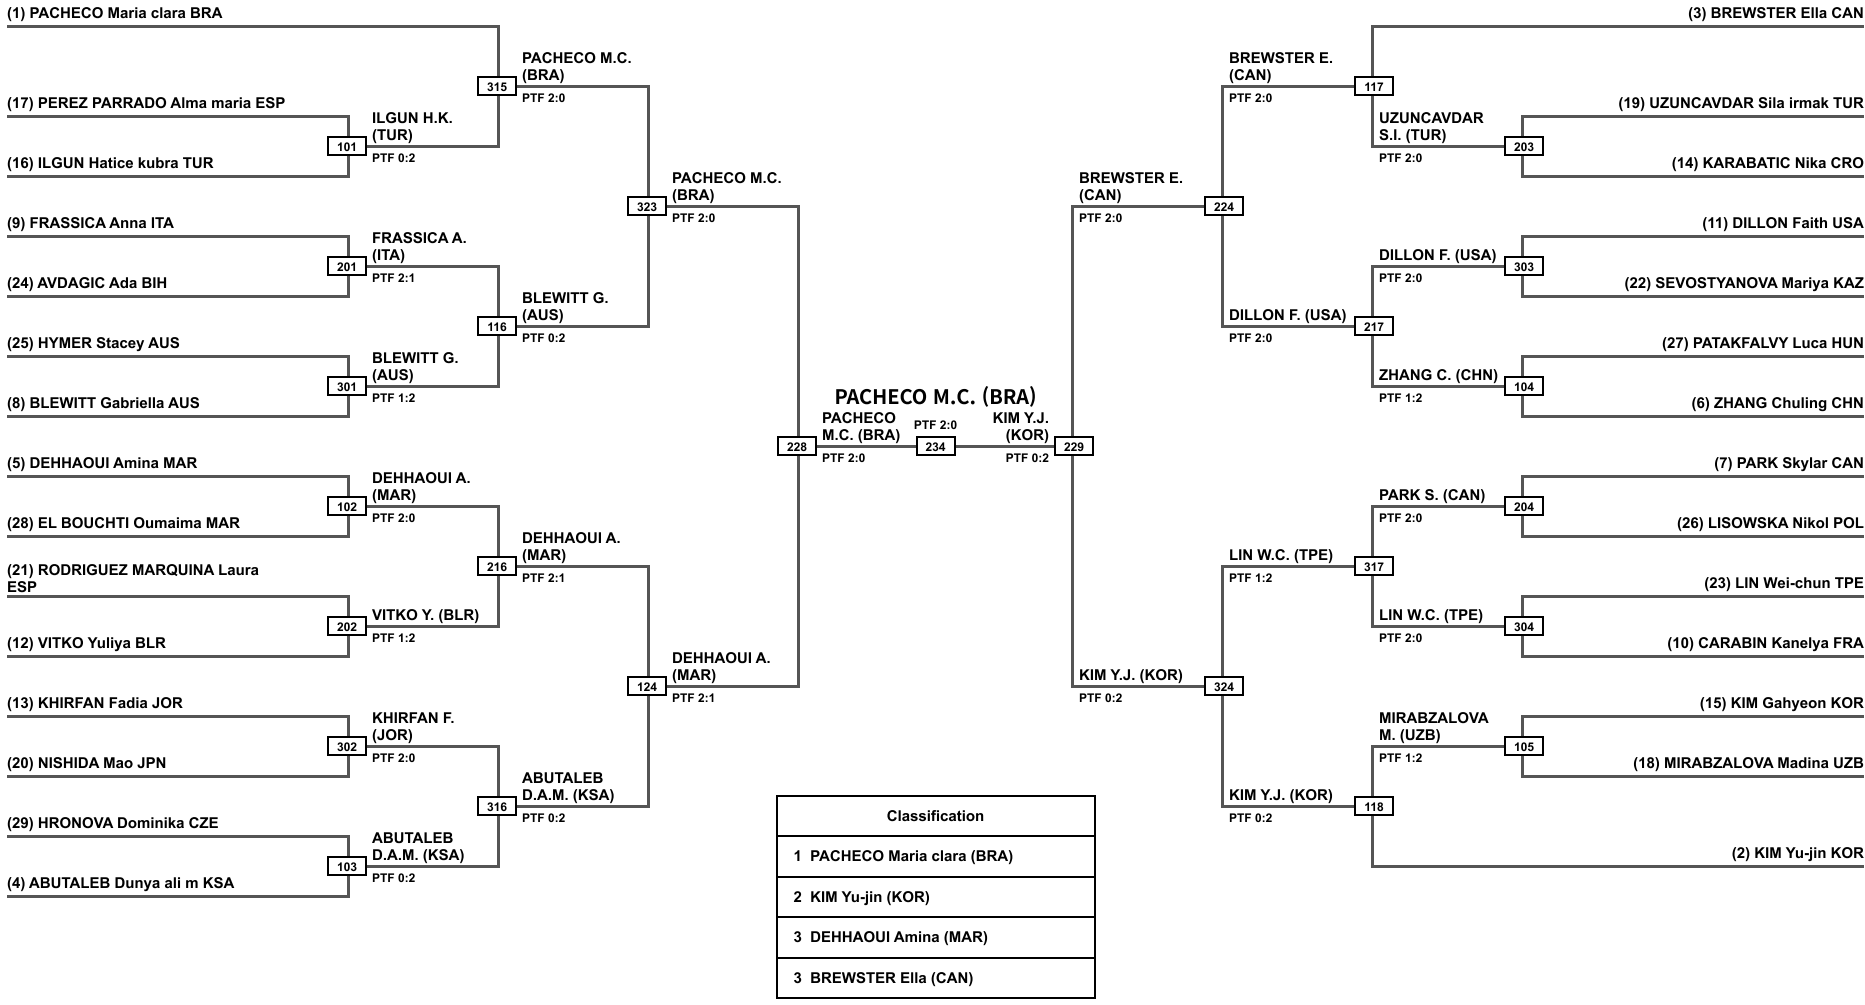 (1) PACHECO Maria clara BRA
(17) PEREZ PARRADO Alma maria ESP
(16) ILGUN Hatice kubra TUR
(9) FRASSICA Anna ITA
(24) AVDAGIC Ada BIH
(25) HYMER Stacey AUS
(8) BLEWITT Gabriella AUS
(5) DEHHAOUI Amina MAR
(28) EL BOUCHTI Oumaima MAR
(21) RODRIGUEZ MARQUINA Laura
ESP
(12) VITKO Yuliya BLR
(13) KHIRFAN Fadia JOR
(20) NISHIDA Mao JPN
(29) HRONOVA Dominika CZE
(4) ABUTALEB Dunya ali m KSA
101
ILGUN H.K.
(TUR)
PTF 0:2
201
FRASSICA A.
(ITA)
PTF 2:1
301
BLEWITT G.
(AUS)
PTF 1:2
102
DEHHAOUI A.
(MAR)
PTF 2:0
202
VITKO Y. (BLR)
PTF 1:2
302
KHIRFAN F.
(JOR)
PTF 2:0
103
ABUTALEB
D.A.M. (KSA)
PTF 0:2
315
PACHECO M.C.
(BRA)
PTF 2:0
116
BLEWITT G.
(AUS)
PTF 0:2
216
DEHHAOUI A.
(MAR)
PTF 2:1
316
ABUTALEB
D.A.M. (KSA)
PTF 0:2
323
PACHECO M.C.
(BRA)
PTF 2:0
124
DEHHAOUI A.
(MAR)
PTF 2:1
228
PACHECO M.C. (BRA)
PACHECO
M.C. (BRA)
PTF 2:0
PTF 2:0
234
KIM Y.J.
(KOR)
PTF 0:2
229
BREWSTER E.
(CAN)
PTF 2:0
224
KIM Y.J. (KOR)
PTF 0:2
324
BREWSTER E.
(CAN)
PTF 2:0
117
DILLON F. (USA)
PTF 2:0
217
LIN W.C. (TPE)
PTF 1:2
317
KIM Y.J. (KOR)
PTF 0:2
118
UZUNCAVDAR
S.I. (TUR)
PTF 2:0
203
DILLON F. (USA)
PTF 2:0
303
ZHANG C. (CHN)
PTF 1:2
104
PARK S. (CAN)
PTF 2:0
204
LIN W.C. (TPE)
PTF 2:0
304
MIRABZALOVA
M. (UZB)
PTF 1:2
105
(3) BREWSTER Ella CAN
(19) UZUNCAVDAR Sila irmak TUR
(14) KARABATIC Nika CRO
(11) DILLON Faith USA
(22) SEVOSTYANOVA Mariya KAZ
(27) PATAKFALVY Luca HUN
(6) ZHANG Chuling CHN
(7) PARK Skylar CAN
(26) LISOWSKA Nikol POL
(23) LIN Wei-chun TPE
(10) CARABIN Kanelya FRA
(15) KIM Gahyeon KOR
(18) MIRABZALOVA Madina UZB
(2) KIM Yu-jin KOR
Classification
1 PACHECO Maria clara (BRA)
2 KIM Yu-jin (KOR)
3 DEHHAOUI Amina (MAR)
3 BREWSTER Ella (CAN)